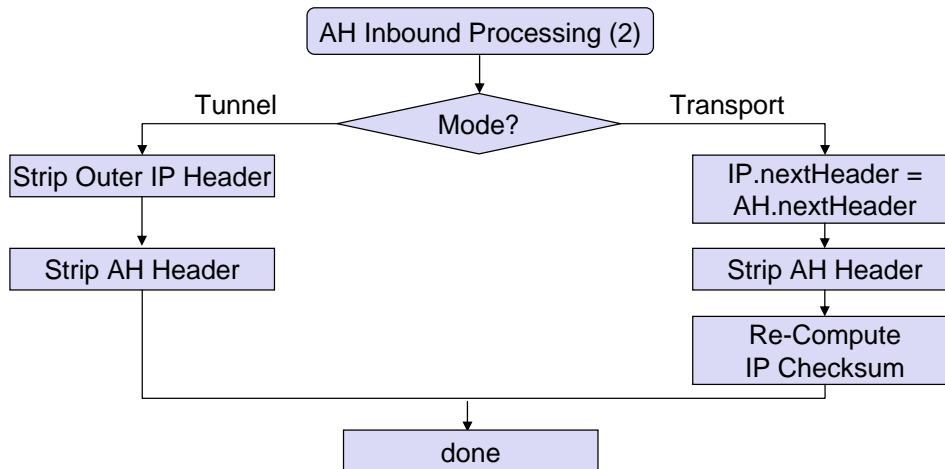 AH Inbound Processing (2)
Tunnel
Transport
Mode?
Strip Outer IP Header
IP.nextHeader =
AH.nextHeader
Strip AH Header
Strip AH Header
Re-Compute
IP Checksum
done